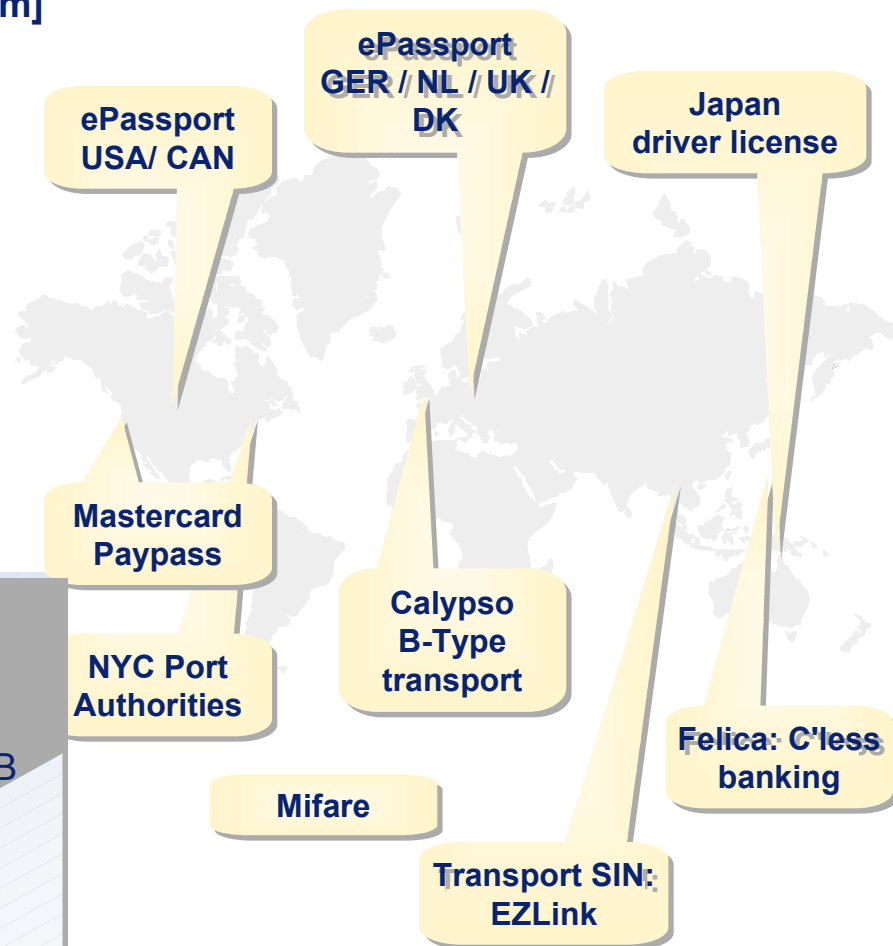 m]
ePassport
GER / NL / UK /
DK
ePassport
USA/ CAN
Japan
driver license
Mastercard
Paypass
Calypso
B-Type
transport
NYC Port
Authorities
Felica: C'less
banking
B
Mifare
Transport SIN:
EZLink